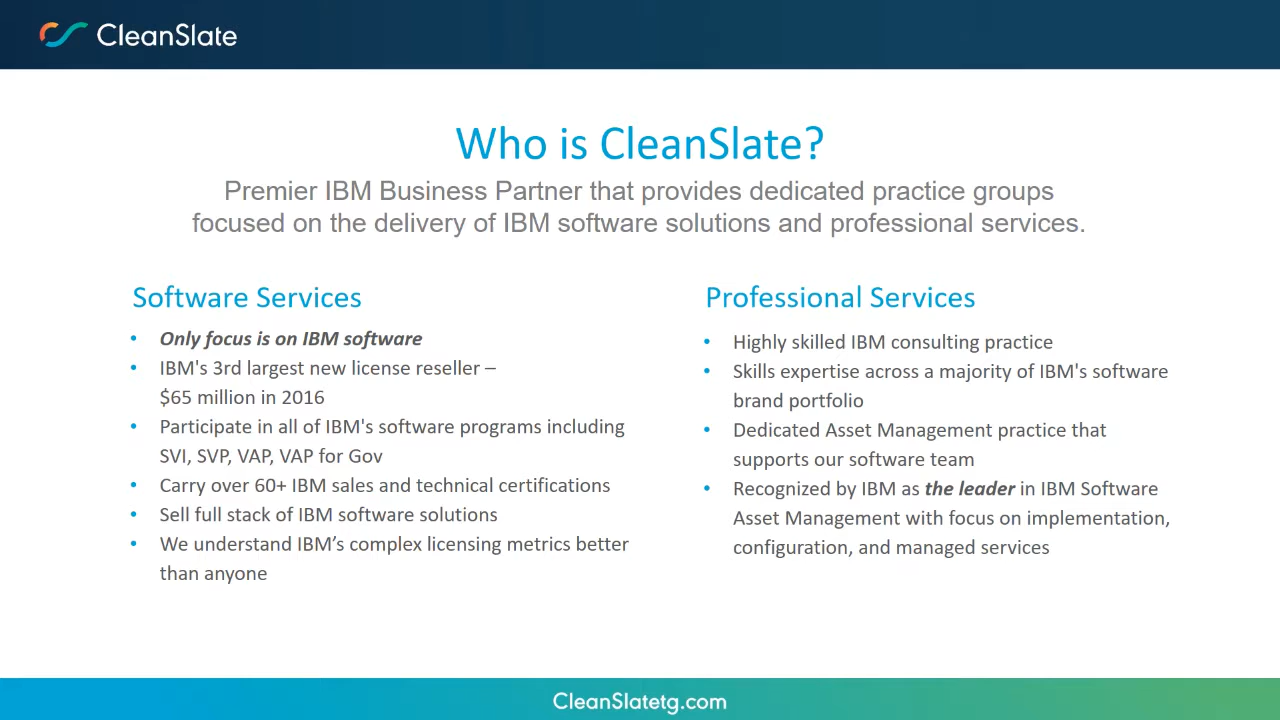 CleanSlate
Who is CleanSlate?
Premier IBM Business Partner that provides dedicated practice groups
focused on the delivery of IBM software solutions and professional services.
Software Services
• Only focus is on IBM software
• IBM's 3rd largest new license reseller –
$65 million in 2016
• Participate in all of IBM's software programs including
SVI, SVP, VAP, VAP for Gov
• Carry over 60+ IBM sales and technical certifications
• Sell full stack of IBM software solutions
• We understand IBM’s complex licensing metrics better
than anyone
Professional Services
• Highly skilled IBM consulting practice
• Skills expertise across a majority of IBM's software
brand portfolio
• Dedicated Asset Management practice that
supports our software team
• Recognized by IBM as the leader in IBM Software
Asset Management with focus on implementation,
configuration, and managed services
CleanSlatetg.com